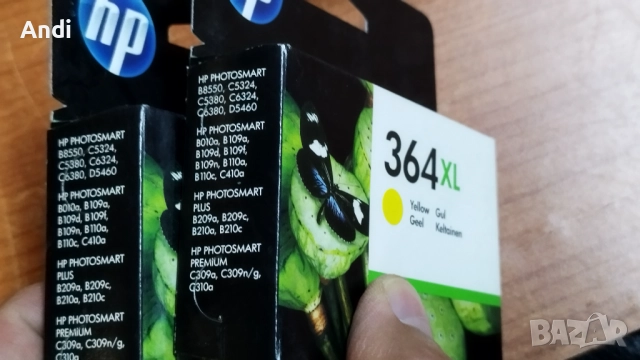 Andi
hp
HP PHOTOSMART
B8550, C5324,
C5380, C6324,
C6380, D5460
B010a, B109a,
B109d, B109f,
B109n, B110a,
B110c, C410a
HP PHOTOSMART
PLUS
B209a, B209c,
B210a, B210c
HP PHOTOSMART
PREMIUM
C309a, C309n/g,
C310a
hp
HP PHOTOSMART
B8550, C5324,
C5380, C6324,
C6380, D5460
B010a, B109a,
B109d, B109f,
B109n, B110a,
B110c, C410a
HP PHOTOSMART
PLUS
B209a, B209c,
B210a, B210c
HP PHOTOSMART
PREMIUM
C309a, C309n/g,
C310a
364XL
Yellow Gul
Geel Keltainen
BAZAR